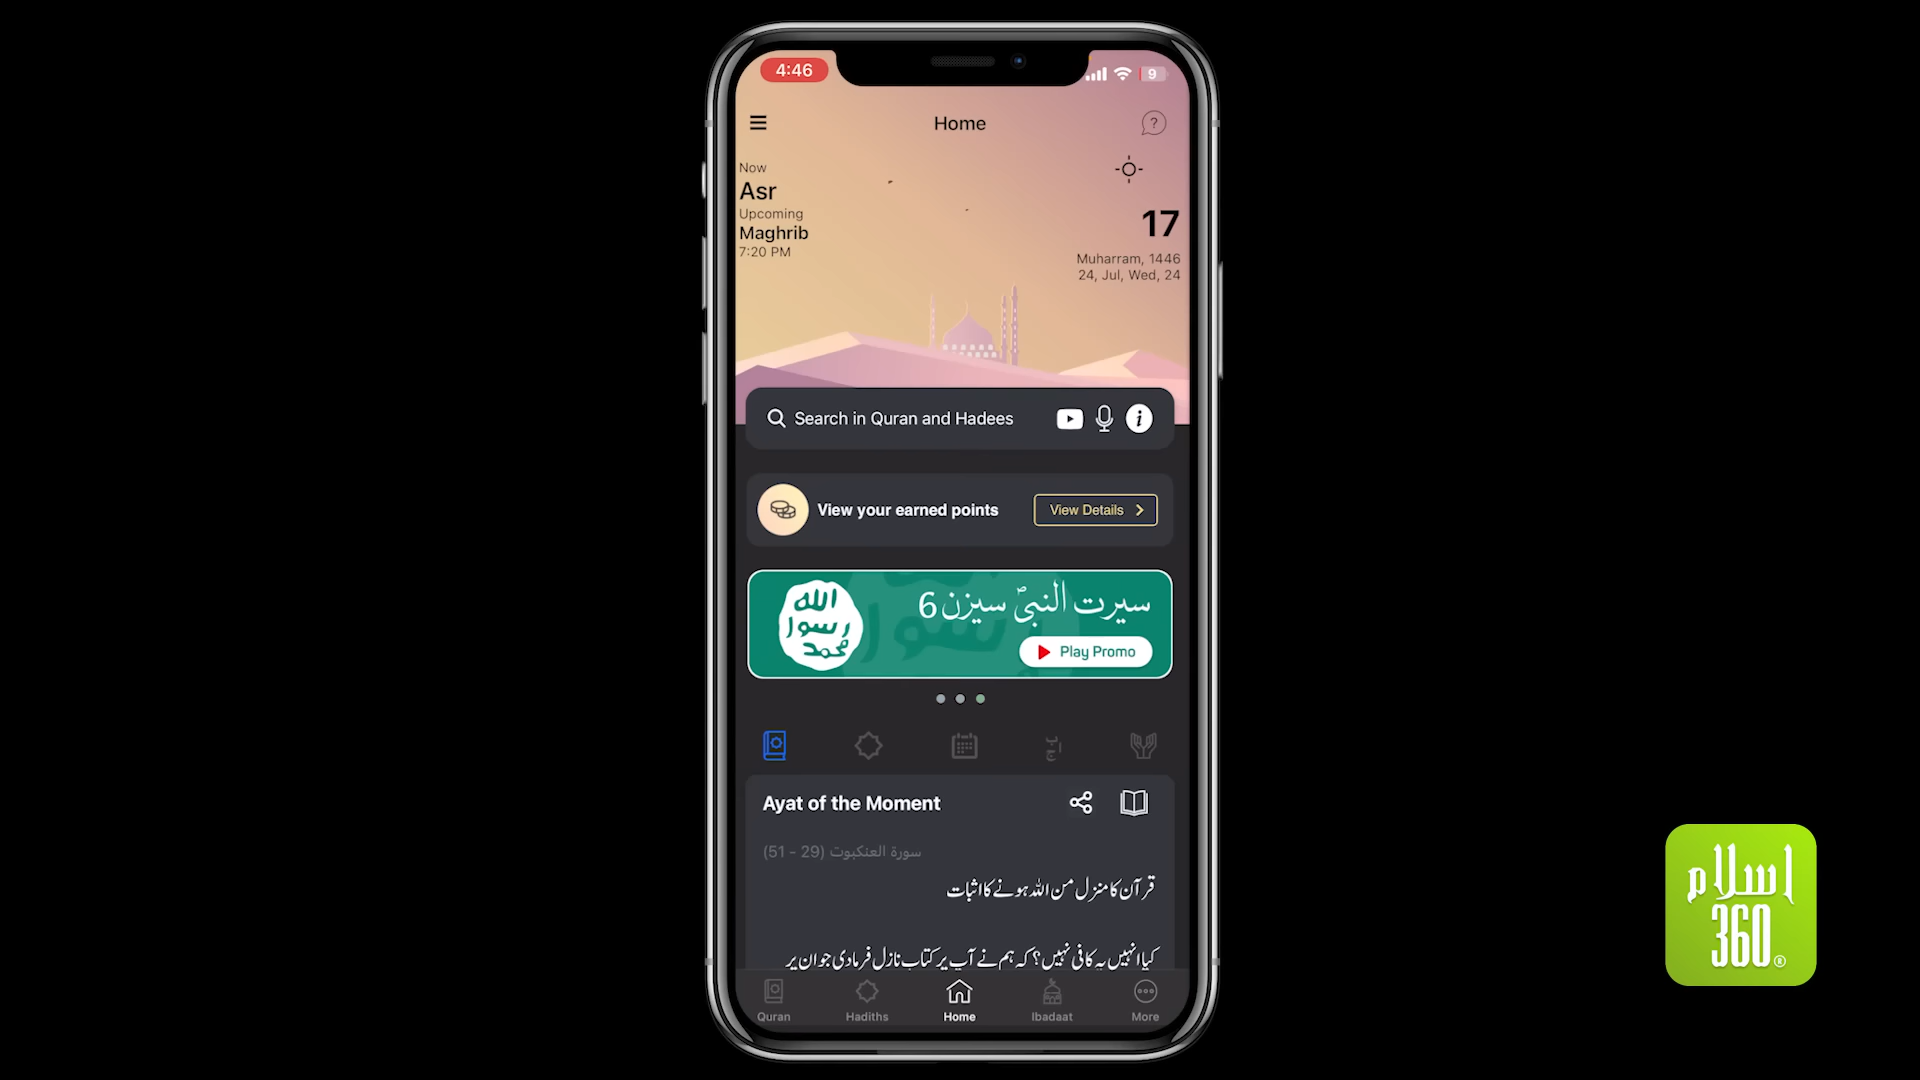 4:46
9
Home
?
Now
Asr
Upcoming
Maghrib
7:20 PM
17
Muharram, 1446
24, Jul, Wed, 24
Search in Quran and Hadees
i
View your earned points
View Details
الله
رسول
محمد
سیرت النبیؐ سیزن 6
Play Promo
ا ب ج
Ayat of the Moment
سورة العنكبوت (29 - 51)
قرآن کا منزل من اللہ ہونے کا اثبات
کیا انہیں یہ کافی نہیں؟ کہ ہم نے آپ پر کتاب نازل فرما دی جو ان پر
Quran
Hadiths
Home
Ibadaat
More
اسلام
360®